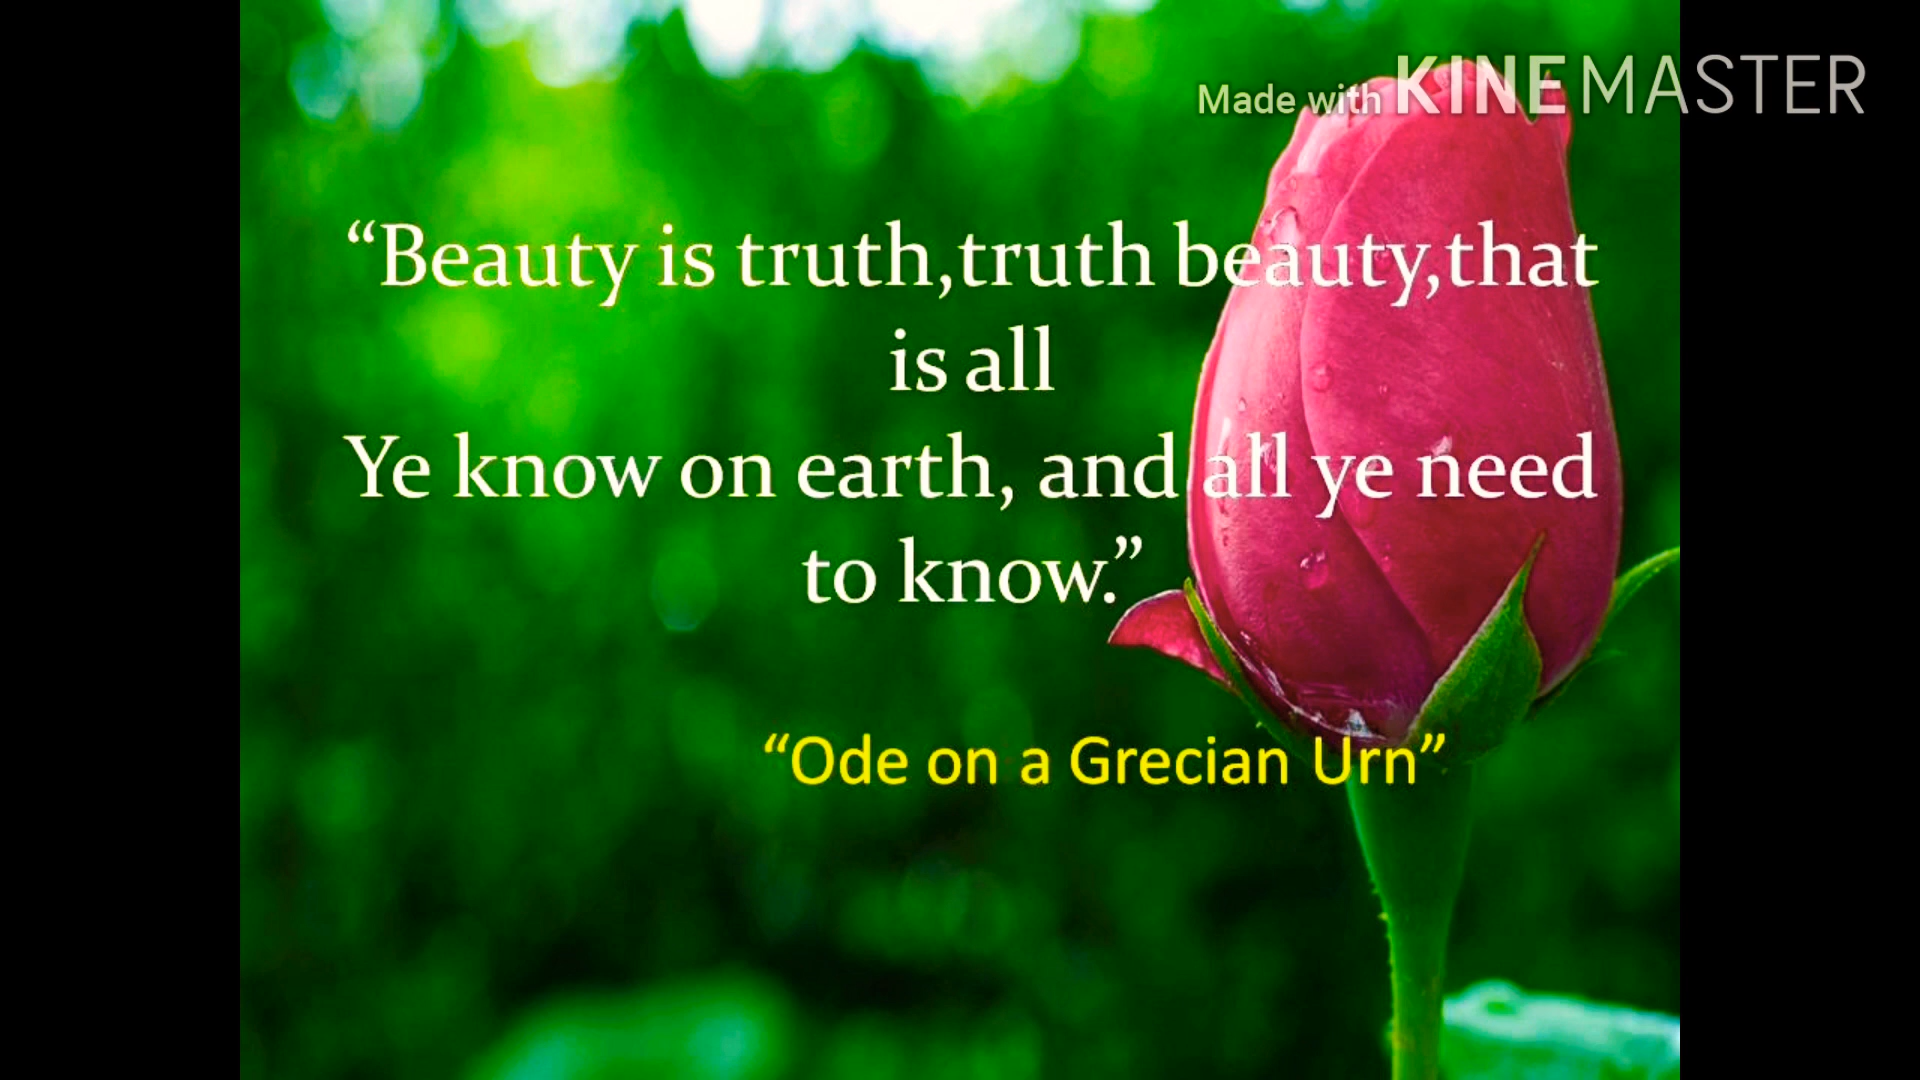 Made with KINEMASTER
“Beauty is truth,truth beauty,that
is all
Ye know on earth, and all ye need
to know.”
“Ode on a Grecian Urn”